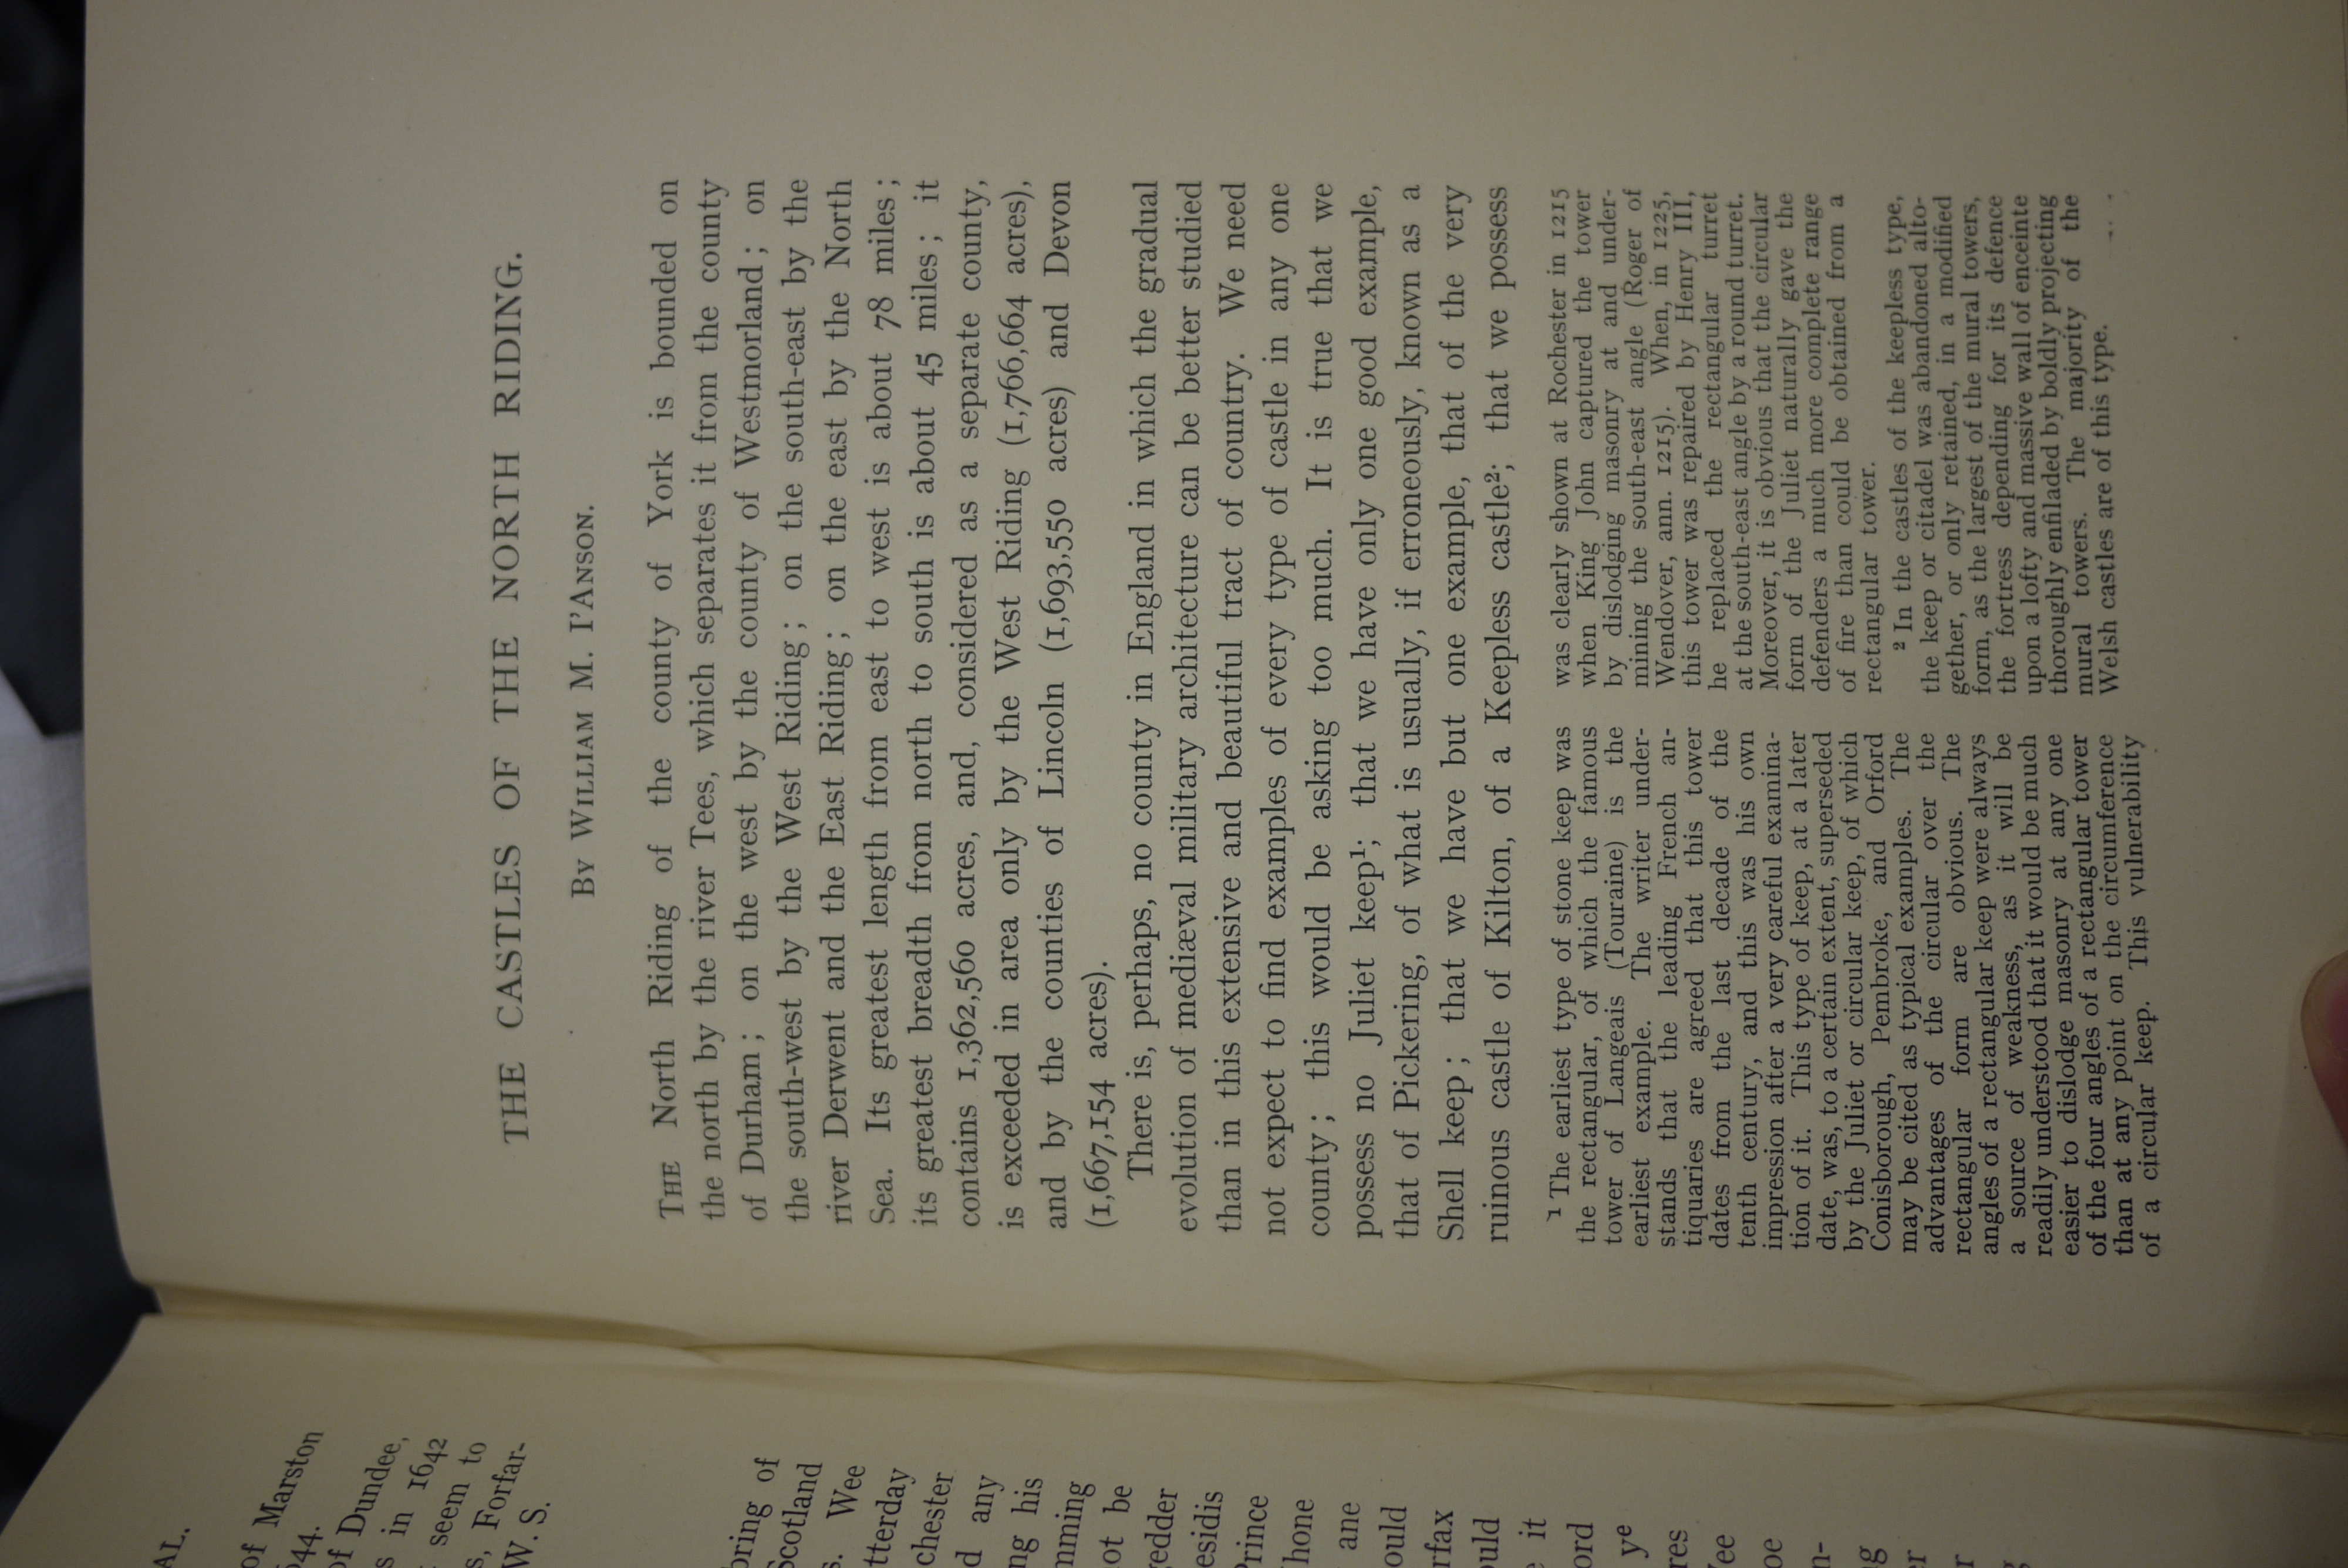 THE CASTLES OF THE NORTH RIDING.
By WILLIAM M. I'ANSON.
THE North Riding of the county of York is bounded on
the north by the river Tees, which separates it from the county
of Durham; on the west by the county of Westmorland; on
the south-west by the West Riding; on the south-east by the
river Derwent and the East Riding; on the east by the North
Sea. Its greatest length from east to west is about 78 miles;
its greatest breadth from north to south is about 45 miles; it
contains 1,362,560 acres, and, considered as a separate county,
is exceeded in area only by the West Riding (1,766,664 acres),
and by the counties of Lincoln (1,693,550 acres) and Devon
(1,667,154 acres).
There is, perhaps, no county in England in which the gradual
evolution of mediæval military architecture can be better studied
than in this extensive and beautiful tract of country. We need
not expect to find examples of every type of castle in any one
county; this would be asking too much. It is true that we
possess no Juliet keep¹; that we have only one good example,
that of Pickering, of what is usually, if erroneously, known as a
Shell keep; that we have but one example, that of the very
ruinous castle of Kilton, of a Keepless castle²; that we possess
¹ The earliest type of stone keep was
the rectangular, of which the famous
tower of Langeais (Touraine) is the
earliest example. The writer under-
stands that the leading French an-
tiquaries are agreed that this tower
dates from the last decade of the
tenth century, and this was his own
impression after a very careful examina-
tion of it. This type of keep, at a later
date, was, to a certain extent, superseded
by the Juliet or circular keep, of which
Conisborough, Pembroke, and Orford
may be cited as typical examples. The
advantages of the circular over the
rectangular form are obvious. The
angles of a rectangular keep were always
a source of weakness, as it will be
readily understood that it would be much
easier to dislodge masonry at any one
of the four angles of a rectangular tower
than at any point on the circumference
of a circular keep. This vulnerability
was clearly shown at Rochester in 1215
when King John captured the tower
by dislodging masonry at and under-
mining the south-east angle (Roger of
Wendover, ann. 1215). When, in 1225,
this tower was repaired by Henry III,
he replaced the rectangular turret
at the south-east angle by a round turret.
Moreover, it is obvious that the circular
form of the Juliet naturally gave the
defenders a much more complete range
of fire than could be obtained from a
rectangular tower.
² In the castles of the keepless type,
the keep or citadel was abandoned alto-
gether, or only retained, in a modified
form, as the largest of the mural towers,
the fortress depending for its defence
upon a lofty and massive wall of enceinte
thoroughly enfiladed by boldly projecting
mural towers. The majority of the
Welsh castles are of this type.
of Marston
of Dundee,
in 1642
seem to
Forfar-
W. S.
of
Scotland
Wee
any
his
not be
Prince
ane
it
ye